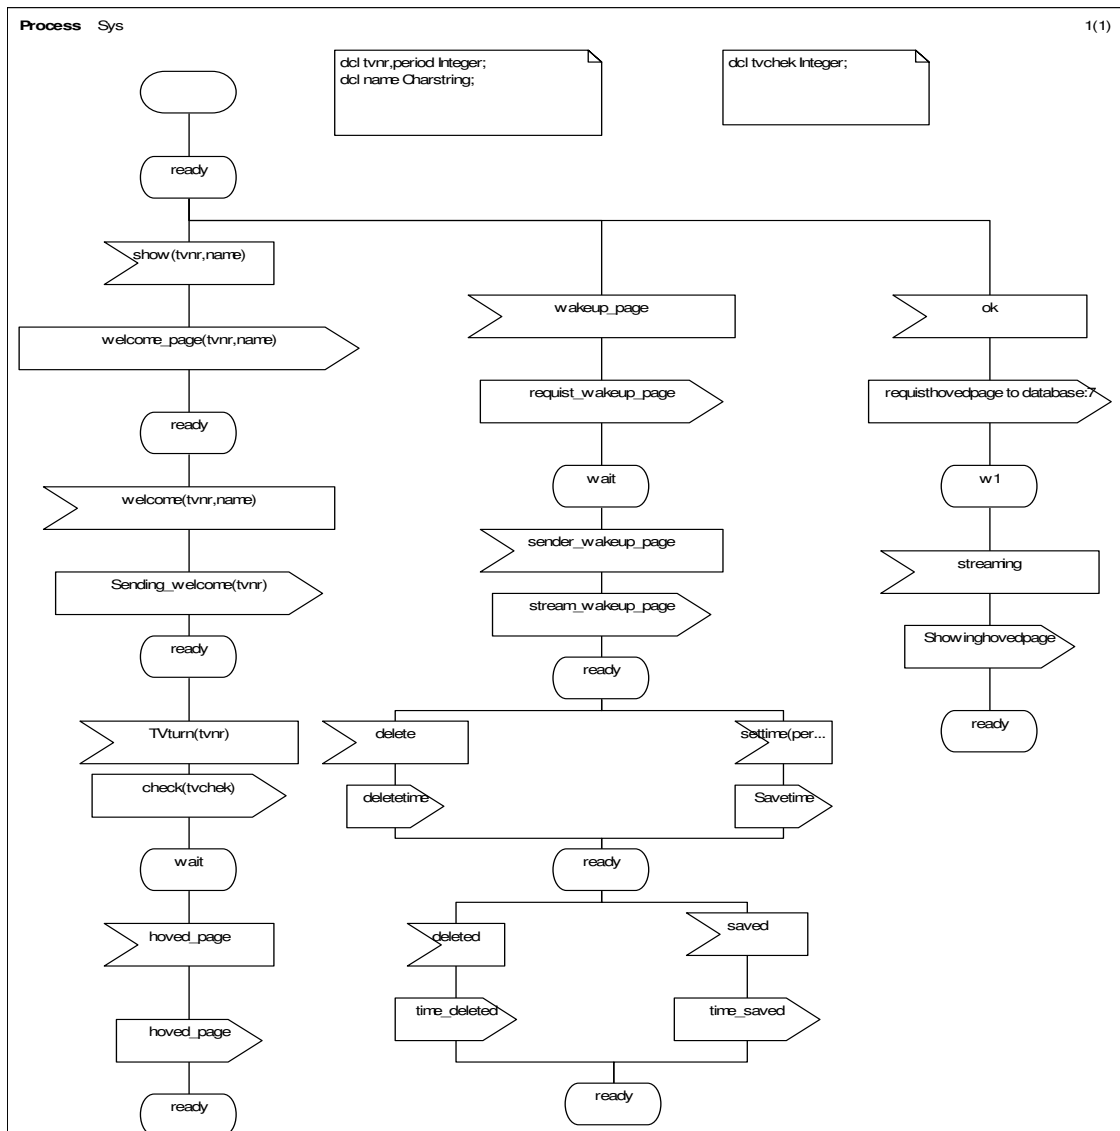 Process Sys 1(1)
dcl tvnr,period Integer;
dcl name Charstring;
dcl tvchek Integer;
ready
show(tvnr,name)
welcome_page(tvnr,name)
ready
welcome(tvnr,name)
Sending_welcome(tvnr)
ready
TVturn(tvnr)
check(tvchek)
wait
hoved_page
hoved_page
ready
wakeup_page
requist_wakeup_page
wait
sender_wakeup_page
stream_wakeup_page
ready
delete
deletetime
settime(per...
Savetime
ready
deleted
time_deleted
saved
time_saved
ready
ok
requisthovedpage to database:7
w1
streaming
Showinghovedpage
ready